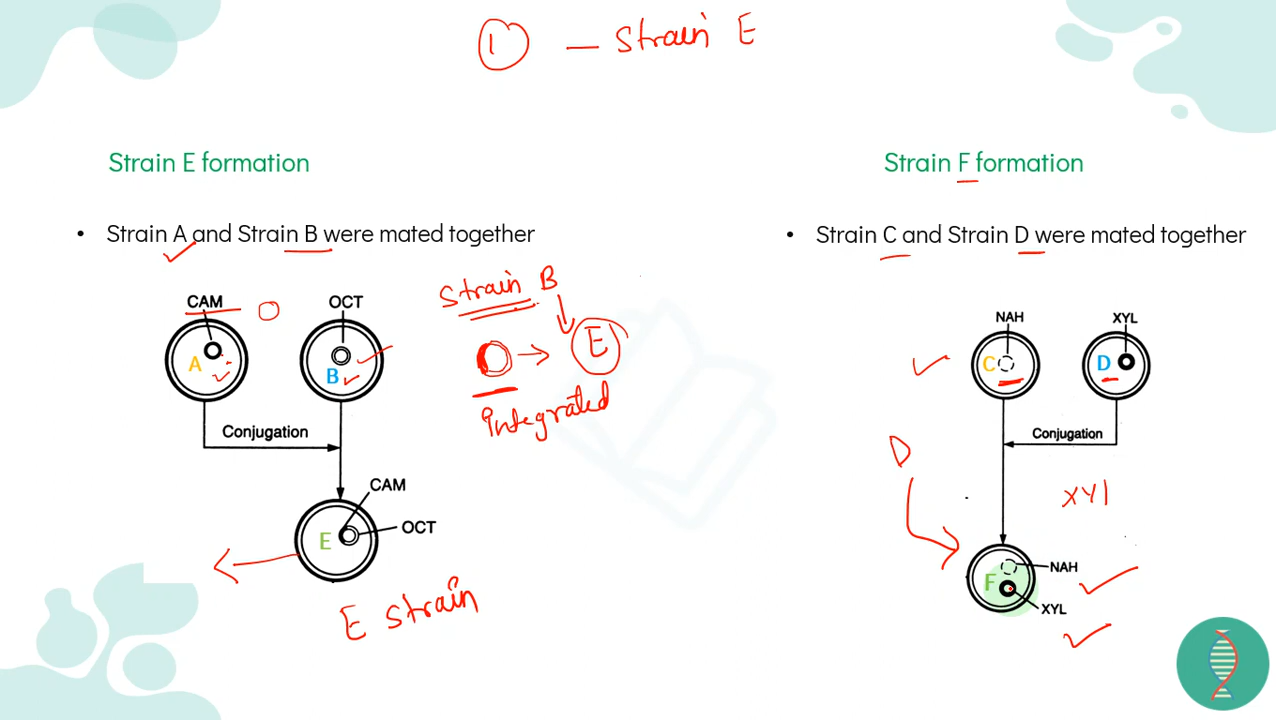 ① – Strain E
Strain E formation
• Strain A and Strain B were mated together
CAM
OCT
A
B
Conjugation
CAM
OCT
E
E strain
Strain B
E
integrated
Strain F formation
• Strain C and Strain D were mated together
NAH
XYL
C
D
Conjugation
D
XYl
F
NAH
XYL